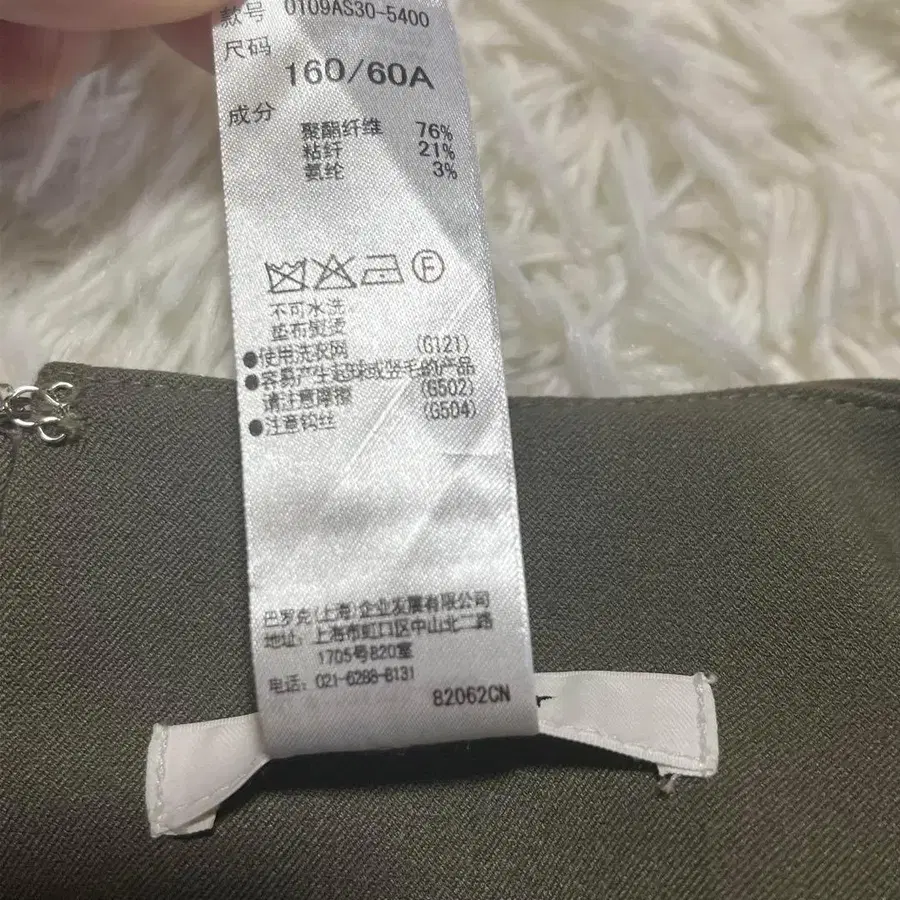 款号 0109AS30-5400
尺码
160/60A
成分
聚酯纤维 76%
粘纤 21%
氨纶 3%
F
不可水洗
垫布熨烫
●使用洗衣网 (G121)
●容易产生起球或竖毛的产品
请注意摩擦 (G502)
●注意钩丝 (G504)
巴罗克(上海)企业发展有限公司
地址: 上海市虹口区中山北二路
1705号820室
电话: 021-6288-8131
82062CN